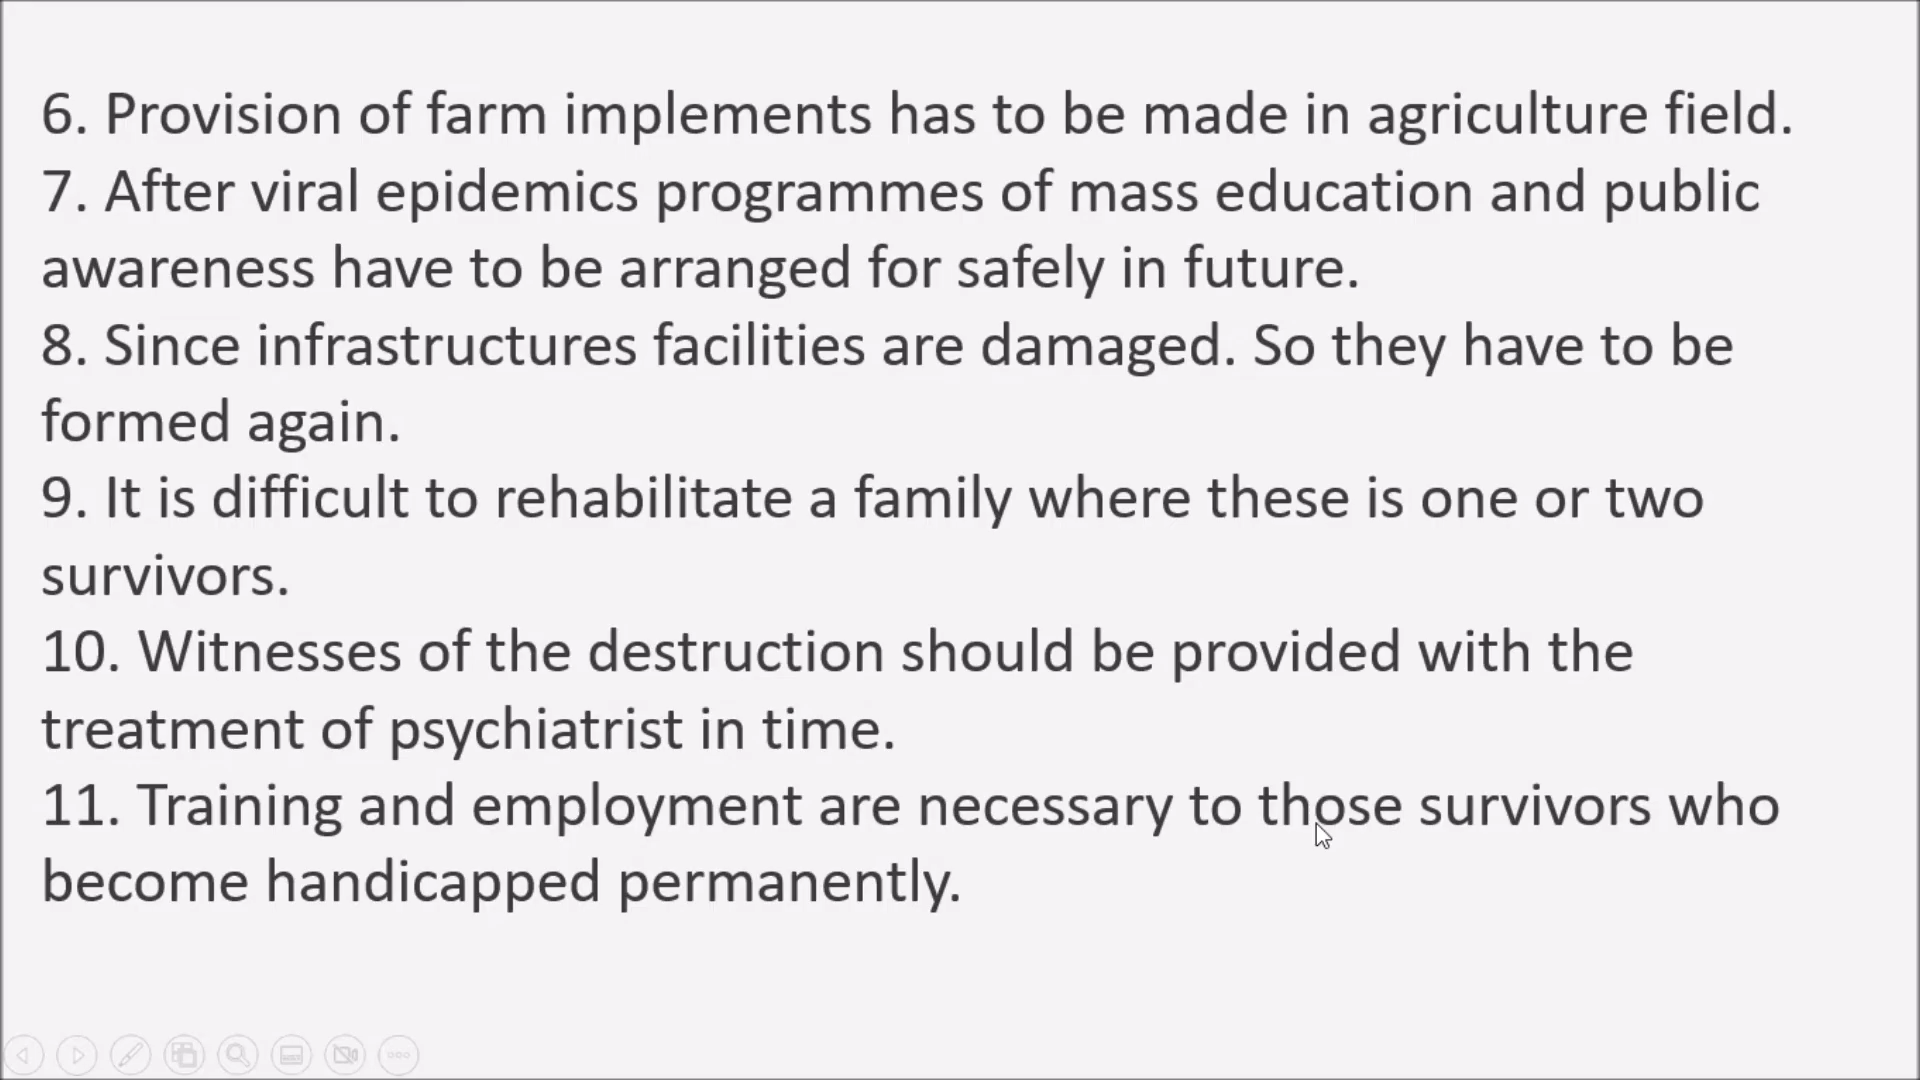 6. Provision of farm implements has to be made in agriculture field.
7. After viral epidemics programmes of mass education and public
awareness have to be arranged for safely in future.
8. Since infrastructures facilities are damaged. So they have to be
formed again.
9. It is difficult to rehabilitate a family where these is one or two
survivors.
10. Witnesses of the destruction should be provided with the
treatment of psychiatrist in time.
11. Training and employment are necessary to those survivors who
become handicapped permanently.